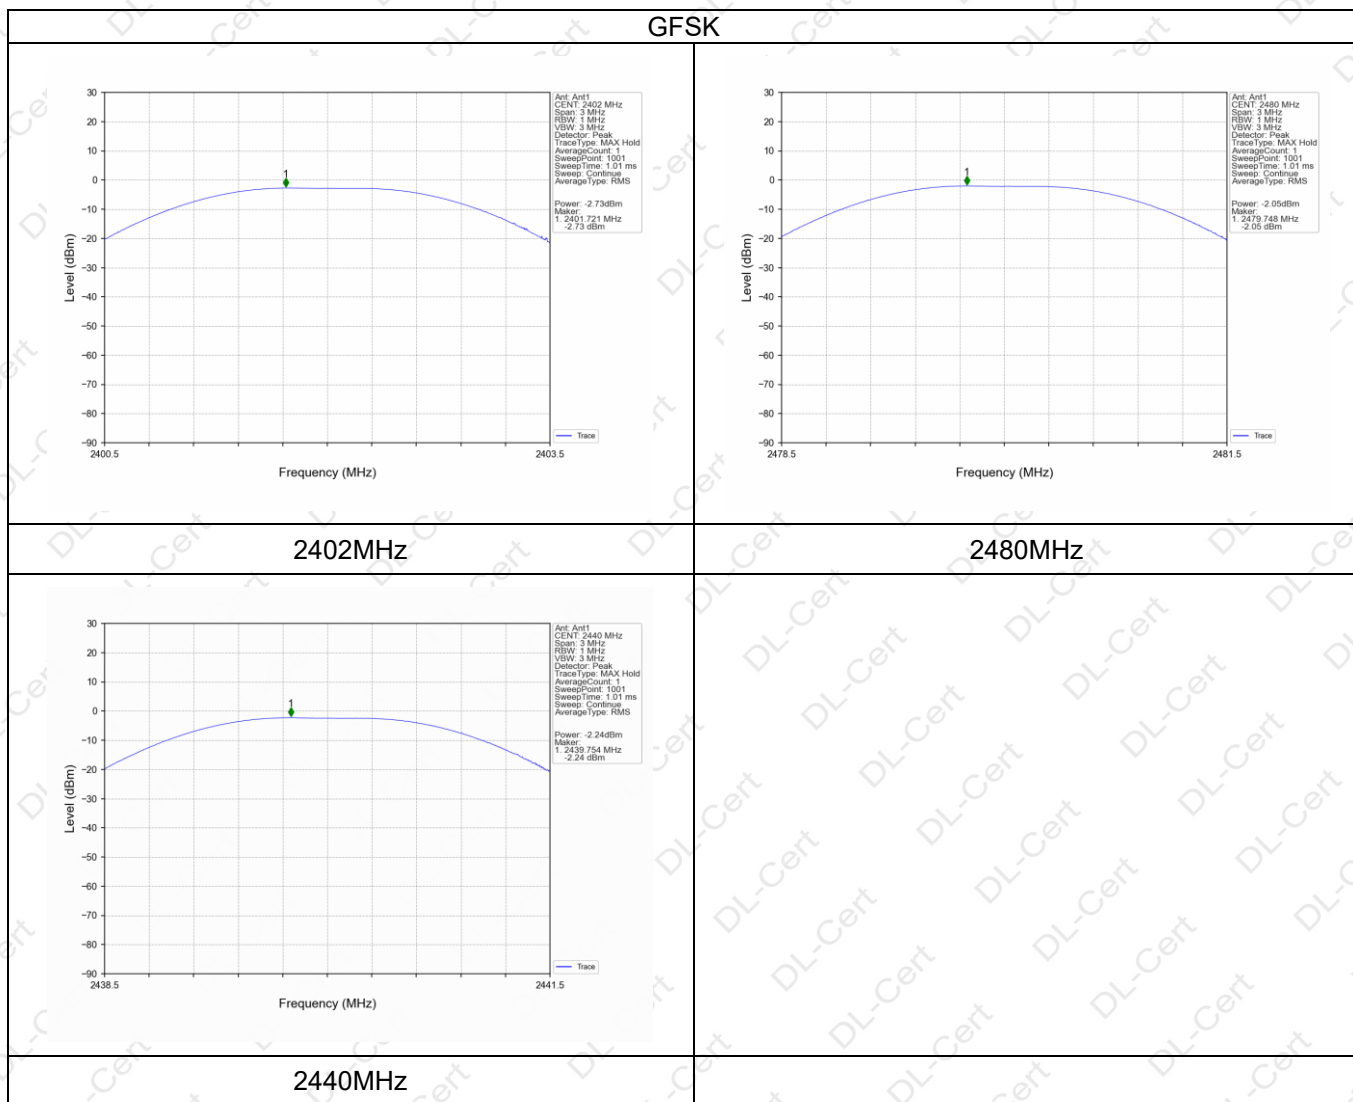 GFSK
30
20
10
0
−10
−20
−30
−40
−50
−60
−70
−80
−90
Level (dBm)
1
2400.5
2403.5
Frequency (MHz)
Ant: Ant1
CENT: 2402 MHz
Span: 3 MHz
RBW: 1 MHz
VBW: 3 MHz
Detector: Peak
TraceType: MAX Hold
AverageCount: 1
SweepPoint: 1001
SweepTime: 1.01 ms
Sweep: Continue
AverageType: RMS
Power: -2.73dBm
Maker:
1. 2401.721 MHz
-2.73 dBm
Trace
30
20
10
0
−10
−20
−30
−40
−50
−60
−70
−80
−90
Level (dBm)
1
2478.5
2481.5
Frequency (MHz)
Ant: Ant1
CENT: 2480 MHz
Span: 3 MHz
RBW: 1 MHz
VBW: 3 MHz
Detector: Peak
TraceType: MAX Hold
AverageCount: 1
SweepPoint: 1001
SweepTime: 1.01 ms
Sweep: Continue
AverageType: RMS
Power: -2.05dBm
Maker:
1. 2479.748 MHz
-2.05 dBm
Trace
2402MHz
2480MHz
30
20
10
0
−10
−20
−30
−40
−50
−60
−70
−80
−90
Level (dBm)
1
2438.5
2441.5
Frequency (MHz)
Ant: Ant1
CENT: 2440 MHz
Span: 3 MHz
RBW: 1 MHz
VBW: 3 MHz
Detector: Peak
TraceType: MAX Hold
AverageCount: 1
SweepPoint: 1001
SweepTime: 1.01 ms
Sweep: Continue
AverageType: RMS
Power: -2.24dBm
Maker:
1. 2439.754 MHz
-2.24 dBm
Trace
2440MHz
DL-Cert